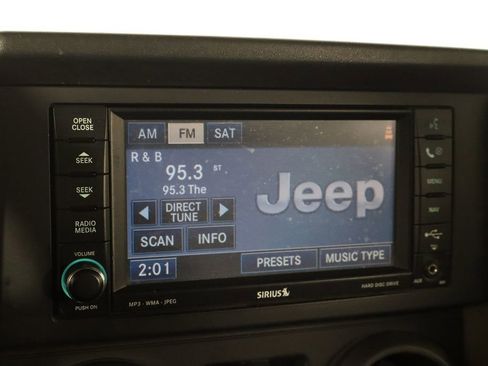 OPEN
CLOSE
SEEK
SEEK
RADIO
MEDIA
VOLUME
PUSH ON
AM FM SAT
R & B
95.3 ST
95.3 The
DIRECT
TUNE
SCAN INFO
2:01
PRESETS MUSIC TYPE
Jeep
MP3 - WMA - JPEG
SIRIUS
HARD DISC DRIVE
MENU
NAV
AUX